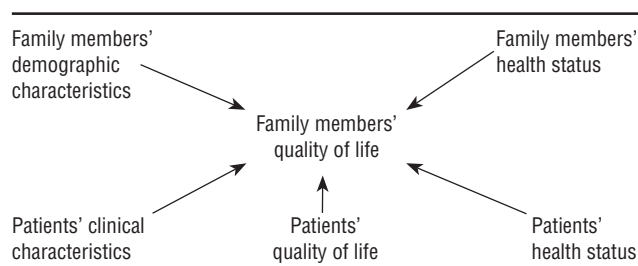 Family members’
demographic
characteristics
Family members’
health status
Family members’
quality of life
Patients’ clinical
characteristics
Patients’
quality of life
Patients’
health status